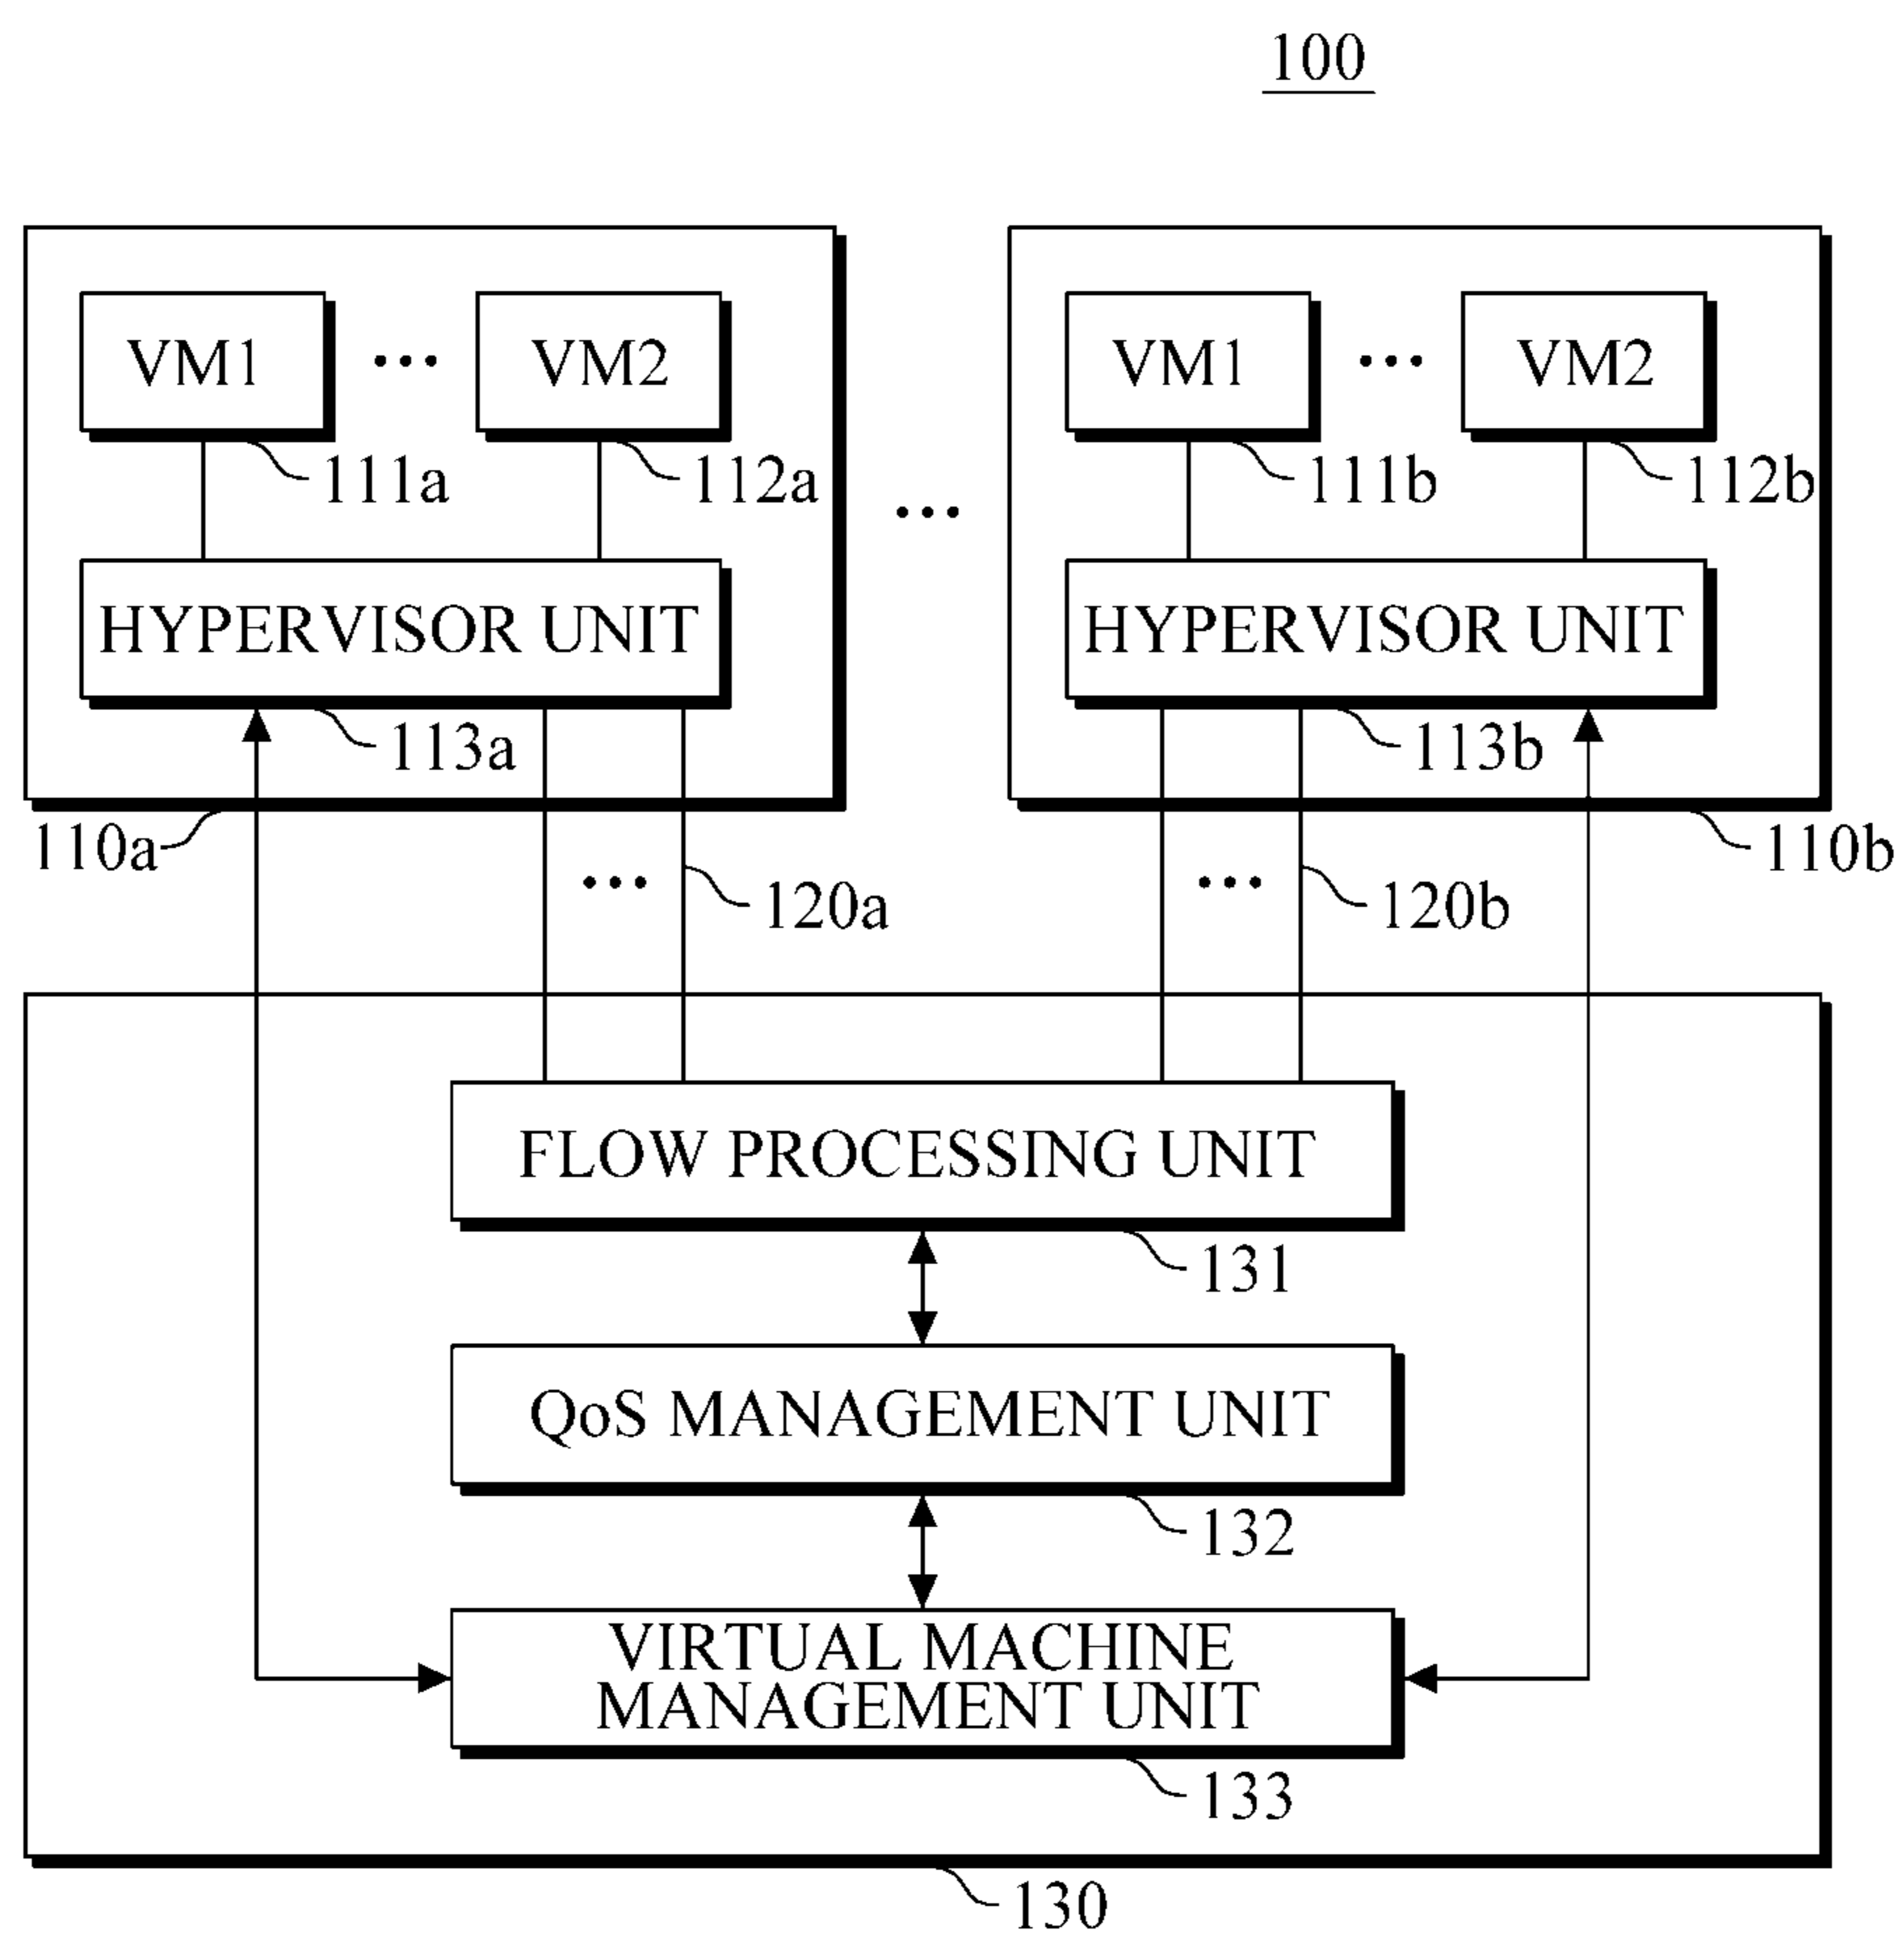 100
VM1 ... VM2
VM1 ... VM2
111a
112a
111b
112b
...
HYPERVISOR UNIT
HYPERVISOR UNIT
113a
113b
110a
110b
...
120a
...
120b
FLOW PROCESSING UNIT
131
QoS MANAGEMENT UNIT
132
VIRTUAL MACHINE
MANAGEMENT UNIT
133
130